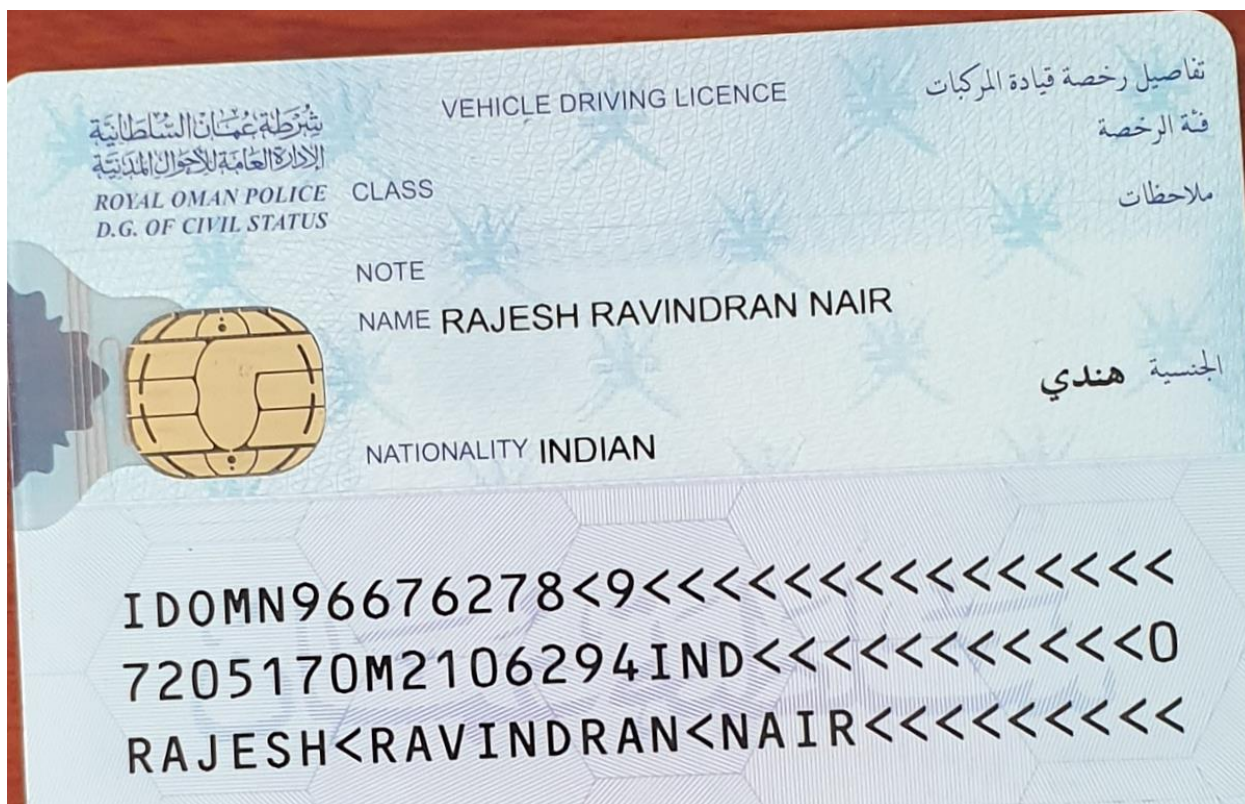 VEHICLE DRIVING LICENCE تفاصيل رخصة قيادة المركبات
شرطة عمان السلطانية
الإدارة العامة للأحوال المدنية
ROYAL OMAN POLICE
D.G. OF CIVIL STATUS
CLASS فئة الرخصة
NOTE ملاحظات
NAME RAJESH RAVINDRAN NAIR
الجنسية هندي
NATIONALITY INDIAN
IDOMN96676278<9<<<<<<<<<<<<<<<
7205170M2106294IND<<<<<<<<<<<0
RAJESH<RAVINDRAN<NAIR<<<<<<<<<